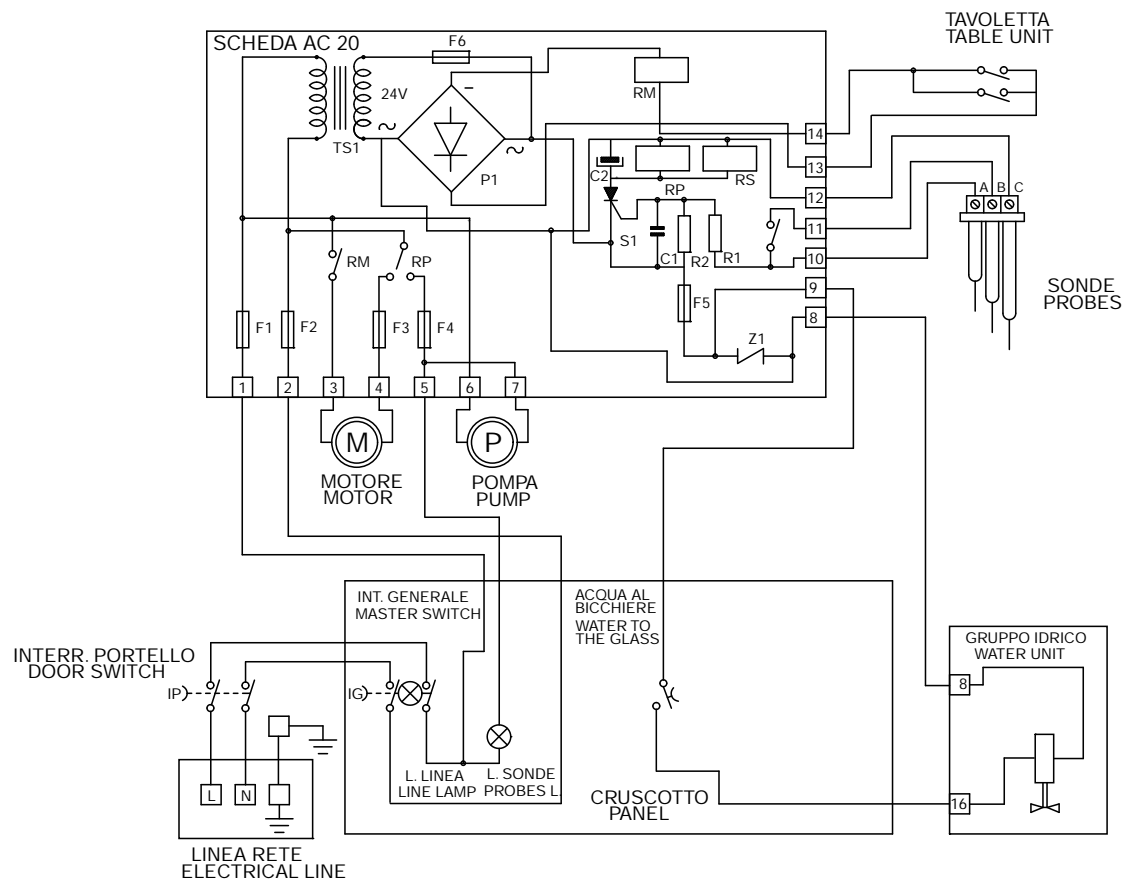 TAVOLETTA
TABLE UNIT
SCHEDA AC 20
F6
RM
24V
TS1
P1
C2
RP
RS
S1
C1
R2
R1
14
13
12
11
10
9
8
A B C
SONDE
PROBES
RM
RP
F5
Z1
F1
F2
F3
F4
1
2
3
4
5
6
7
M
P
MOTORE
MOTOR
POMPA
PUMP
INT. GENERALE
MASTER SWITCH
ACQUA AL
BICCHIERE
WATER TO
THE GLASS
GRUPPO IDRICO
WATER UNIT
8
16
INTERR. PORTELLO
DOOR SWITCH
IP
IG
L. LINEA
LINE LAMP
L. SONDE
PROBES L.
CRUSCOTTO
PANEL
L
N
LINEA RETE
ELECTRICAL LINE